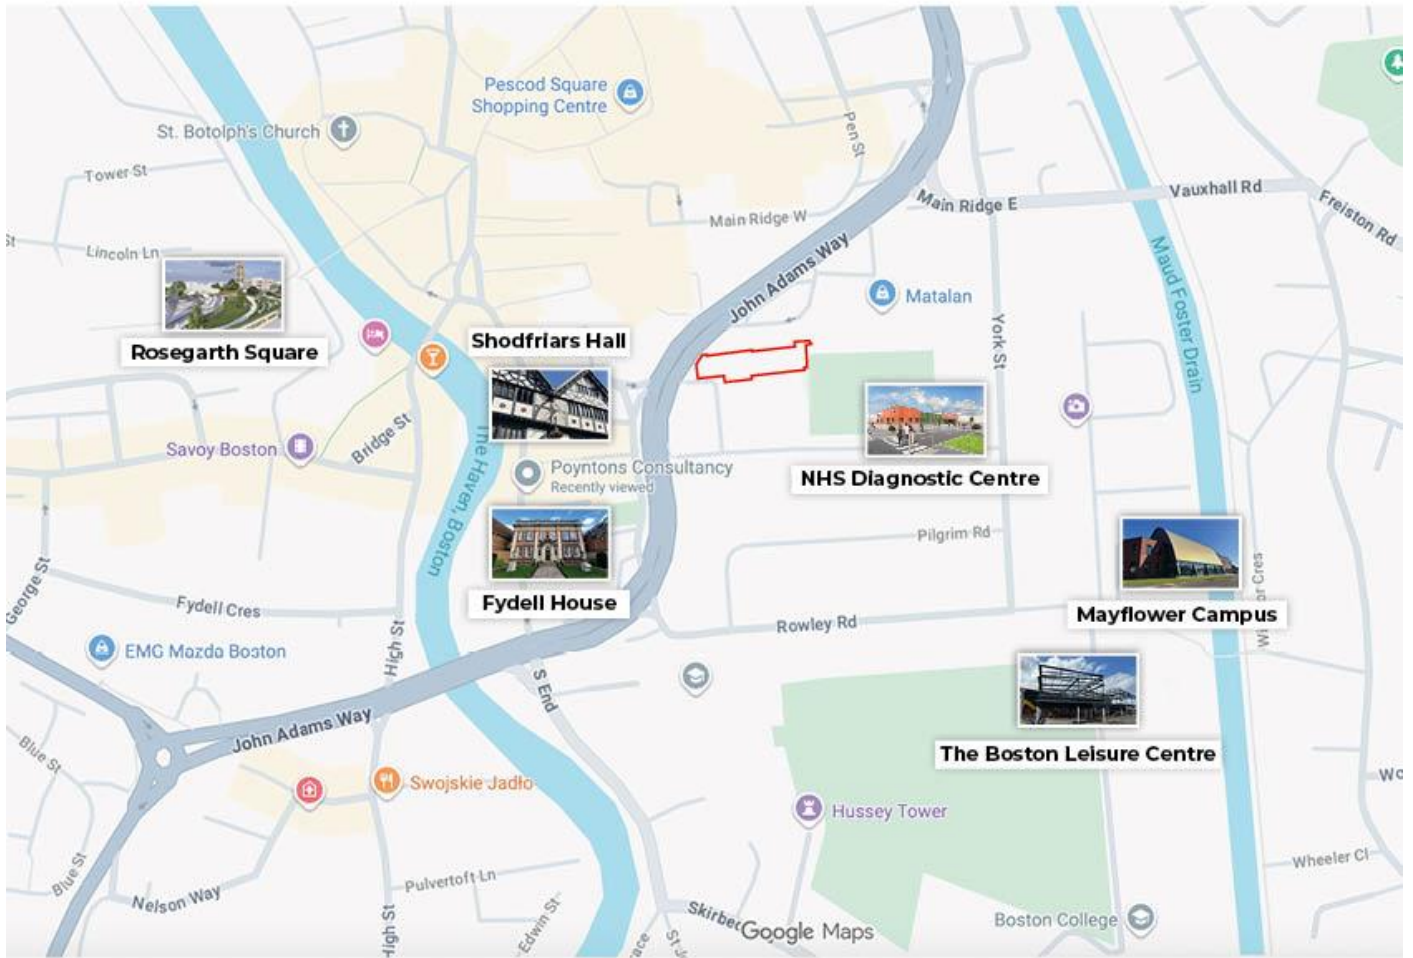 Pescod Square
Shopping Centre
St. Botolph's Church
Pen St
Tower St
Main Ridge E
Vauxhall Rd
Freiston Rd
Main Ridge W
St
Lincoln Ln
John Adams Way
Maud Foster Drain
Matalan
Rosegarth Square
Shodfriars Hall
York St
Bridge St
Savoy Boston
The Haven, Boston
Poyntons Consultancy
Recently viewed
NHS Diagnostic Centre
Pilgrim Rd
George St
Fydell Cres
Fydell House
Mayflower Campus
Cres
Rowley Rd
High St
EMG Mazda Boston
S End
John Adams Way
The Boston Leisure Centre
Blue St
Swojskie Jadło
Hussey Tower
Blue St
Nelson Way
Pulvertoft Ln
Wheeler Cl
High St
Edwin St
Google Maps
Boston College